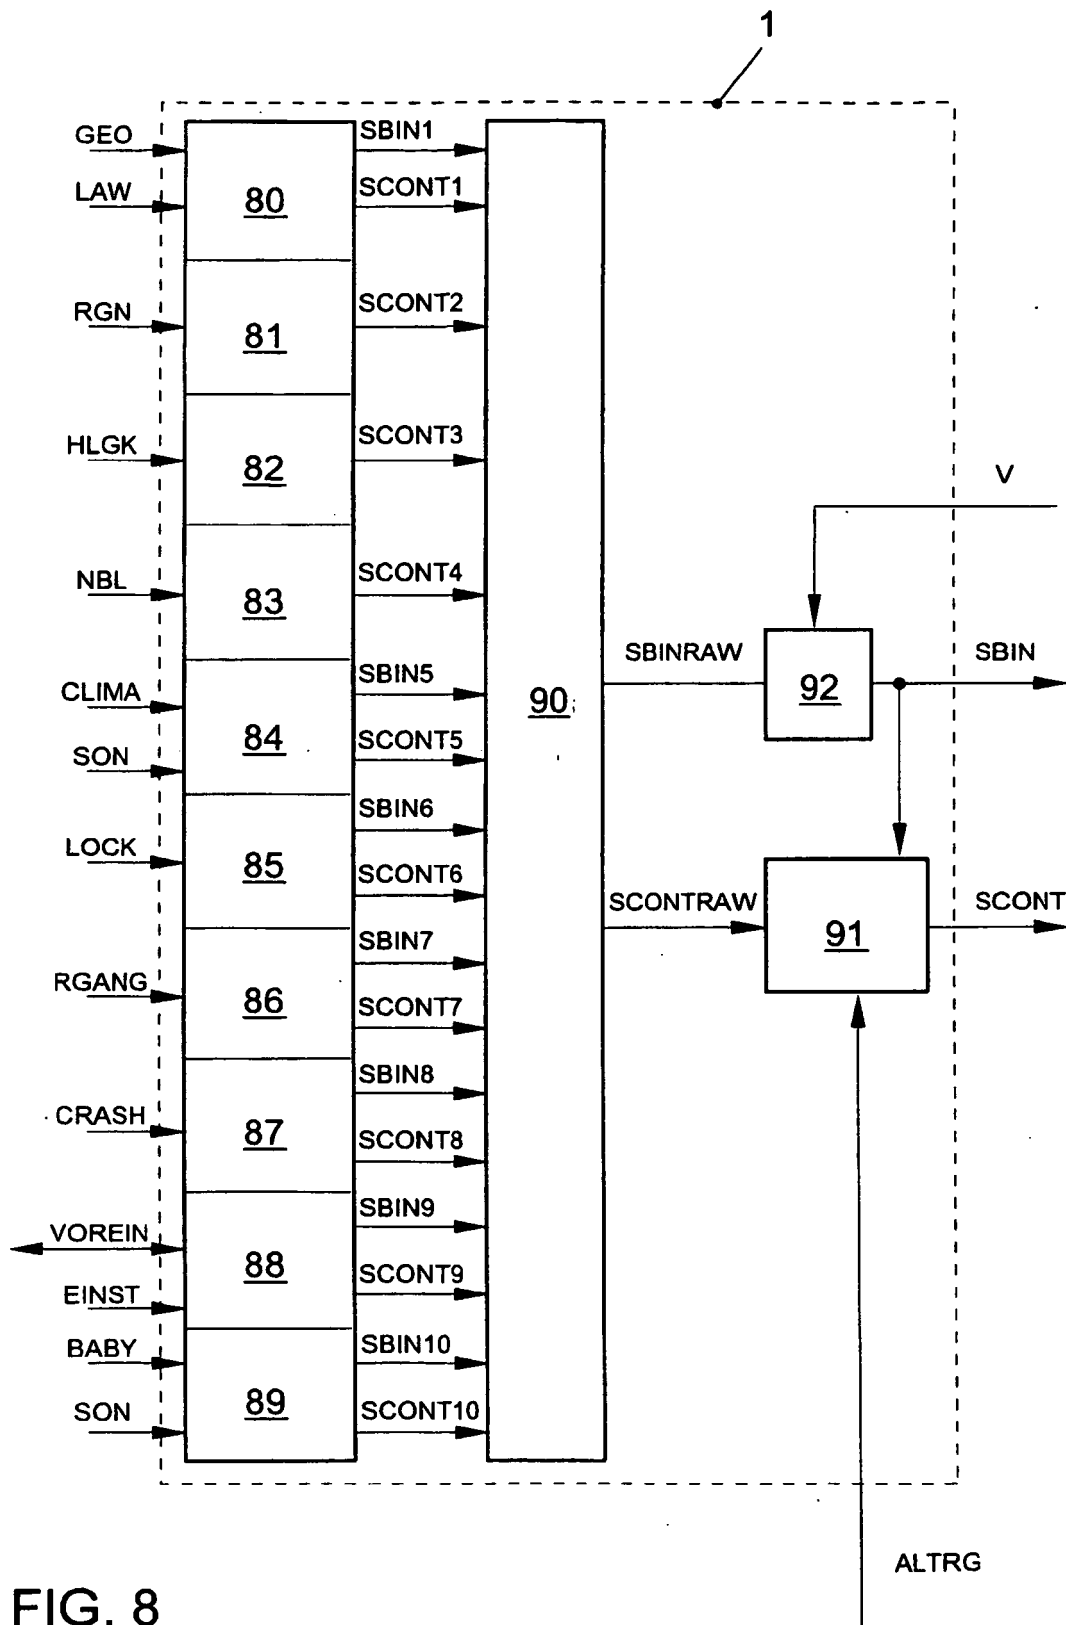 1
GEO
SBIN1
LAW
80
SCONT1
RGN
81
SCONT2
HLGK
82
SCONT3
V
NBL
83
SCONT4
CLIMA
SBIN5
SBINRAW
92
SBIN
84
90
SON
SCONT5
SBIN6
LOCK
85
SCONT6
SCONTRAW
91
SCONT
SBIN7
RGANG
86
SCONT7
SBIN8
CRASH
87
SCONT8
VOREIN
SBIN9
88
SCONT9
EINST
BABY
SBIN10
89
SON
SCONT10
ALTRG
FIG. 8